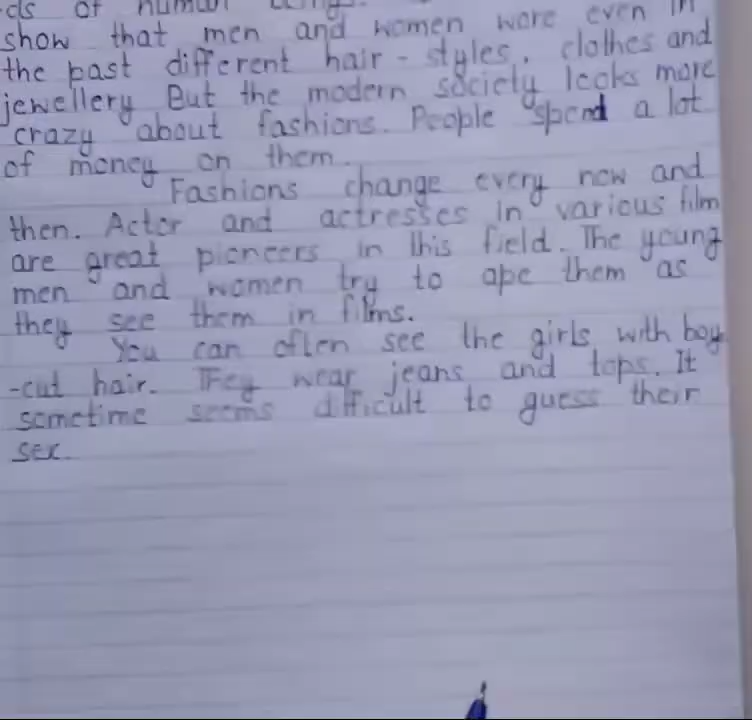 of human
show that men and women wore even in
the past different hair - styles, clothes and
jewellery But the modern society looks more
crazy about fashions. People spend a lot
of money on them.
Fashions change every now and
then. Actor and actresses in various film
are great pioneers in this field. The young
men and women try to ape them as
they see them in films.
You can often see the girls with boy
-cut hair. They wear jeans and tops. It
sometime seems difficult to guess their
sex.